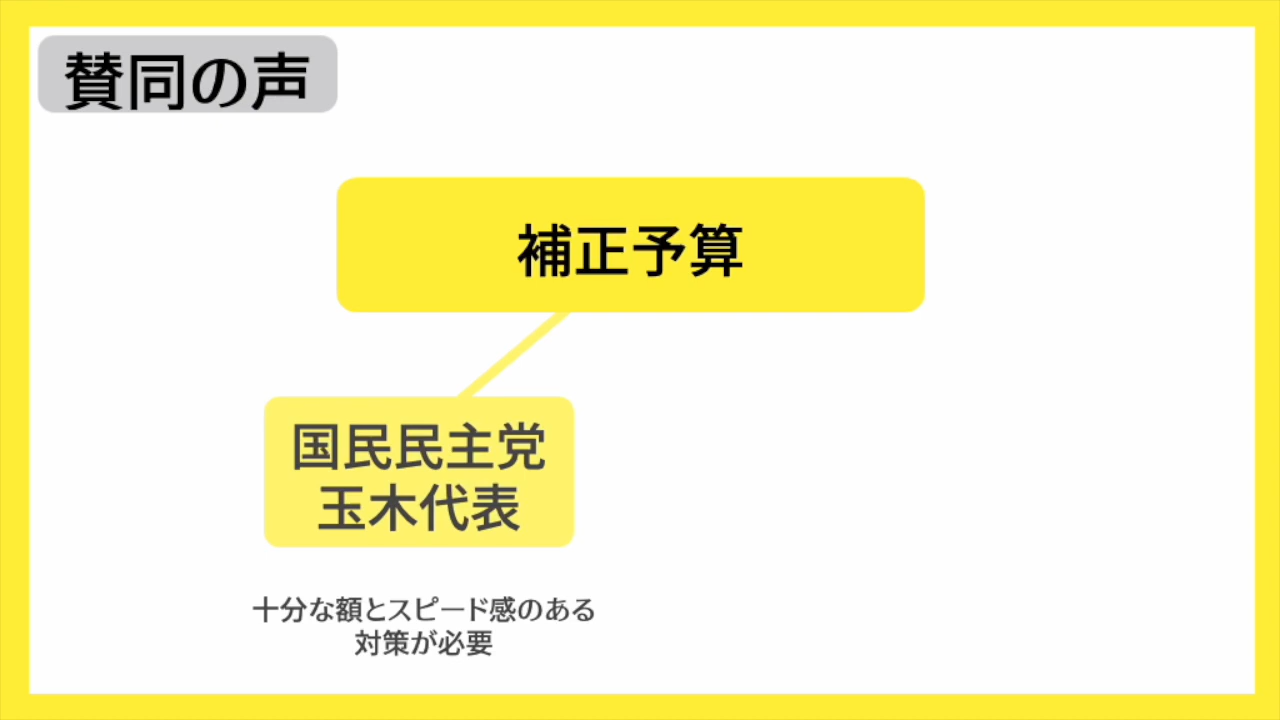 賛同の声
補正予算
国民民主党
玉木代表
十分な額とスピード感のある
対策が必要